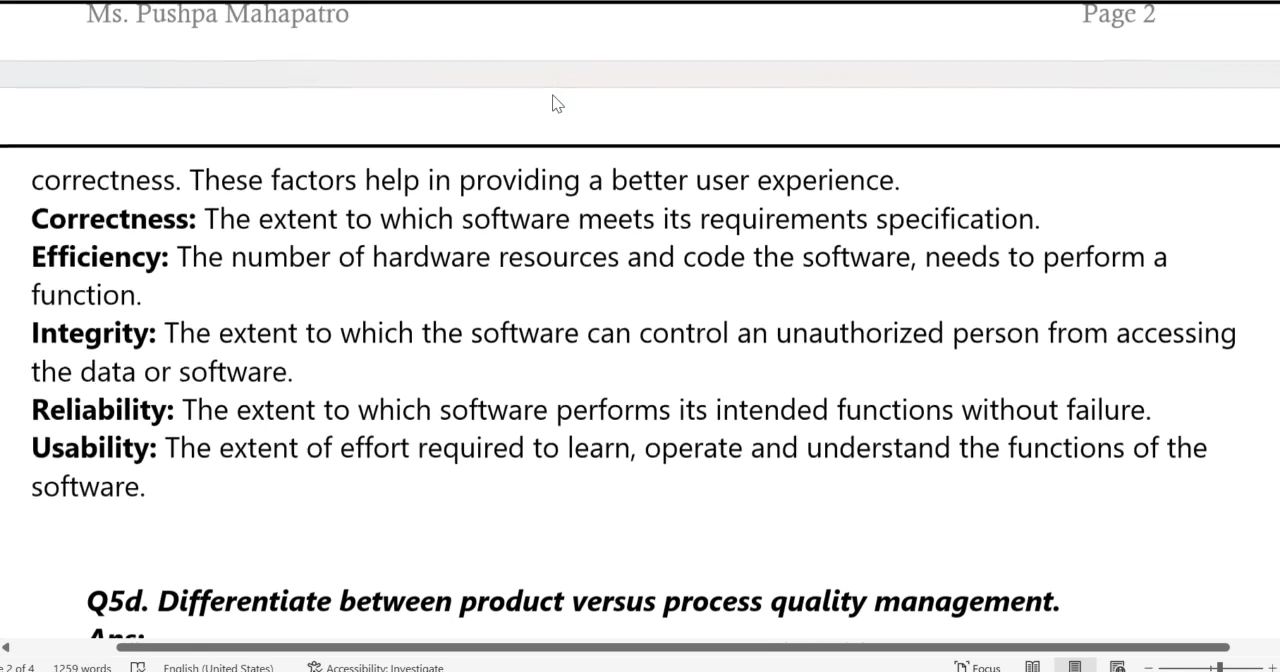 Ms. Pushpa Mahapatro Page 2
correctness. These factors help in providing a better user experience.
Correctness: The extent to which software meets its requirements specification.
Efficiency: The number of hardware resources and code the software, needs to perform a
function.
Integrity: The extent to which the software can control an unauthorized person from accessing
the data or software.
Reliability: The extent to which software performs its intended functions without failure.
Usability: The extent of effort required to learn, operate and understand the functions of the
software.
Q5d. Differentiate between product versus process quality management.
Ans:
e 2 of 4 1259 words English (United States) Accessibility: Investigate Focus